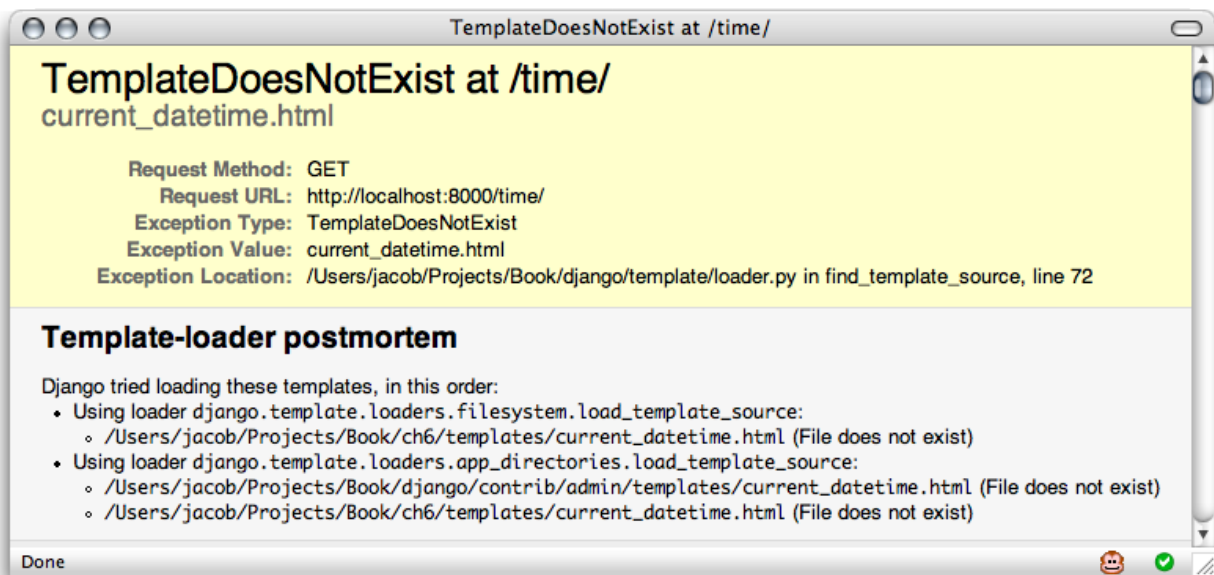 TemplateDoesNotExist at /time/
TemplateDoesNotExist at /time/
current_datetime.html
Request Method: GET
Request URL: http://localhost:8000/time/
Exception Type: TemplateDoesNotExist
Exception Value: current_datetime.html
Exception Location: /Users/jacob/Projects/Book/django/template/loader.py in find_template_source, line 72
Template-loader postmortem
Django tried loading these templates, in this order:
• Using loader django.template.loaders.filesystem.load_template_source:
◦ /Users/jacob/Projects/Book/ch6/templates/current_datetime.html (File does not exist)
• Using loader django.template.loaders.app_directories.load_template_source:
◦ /Users/jacob/Projects/Book/django/contrib/admin/templates/current_datetime.html (File does not exist)
◦ /Users/jacob/Projects/Book/ch6/templates/current_datetime.html (File does not exist)
Done